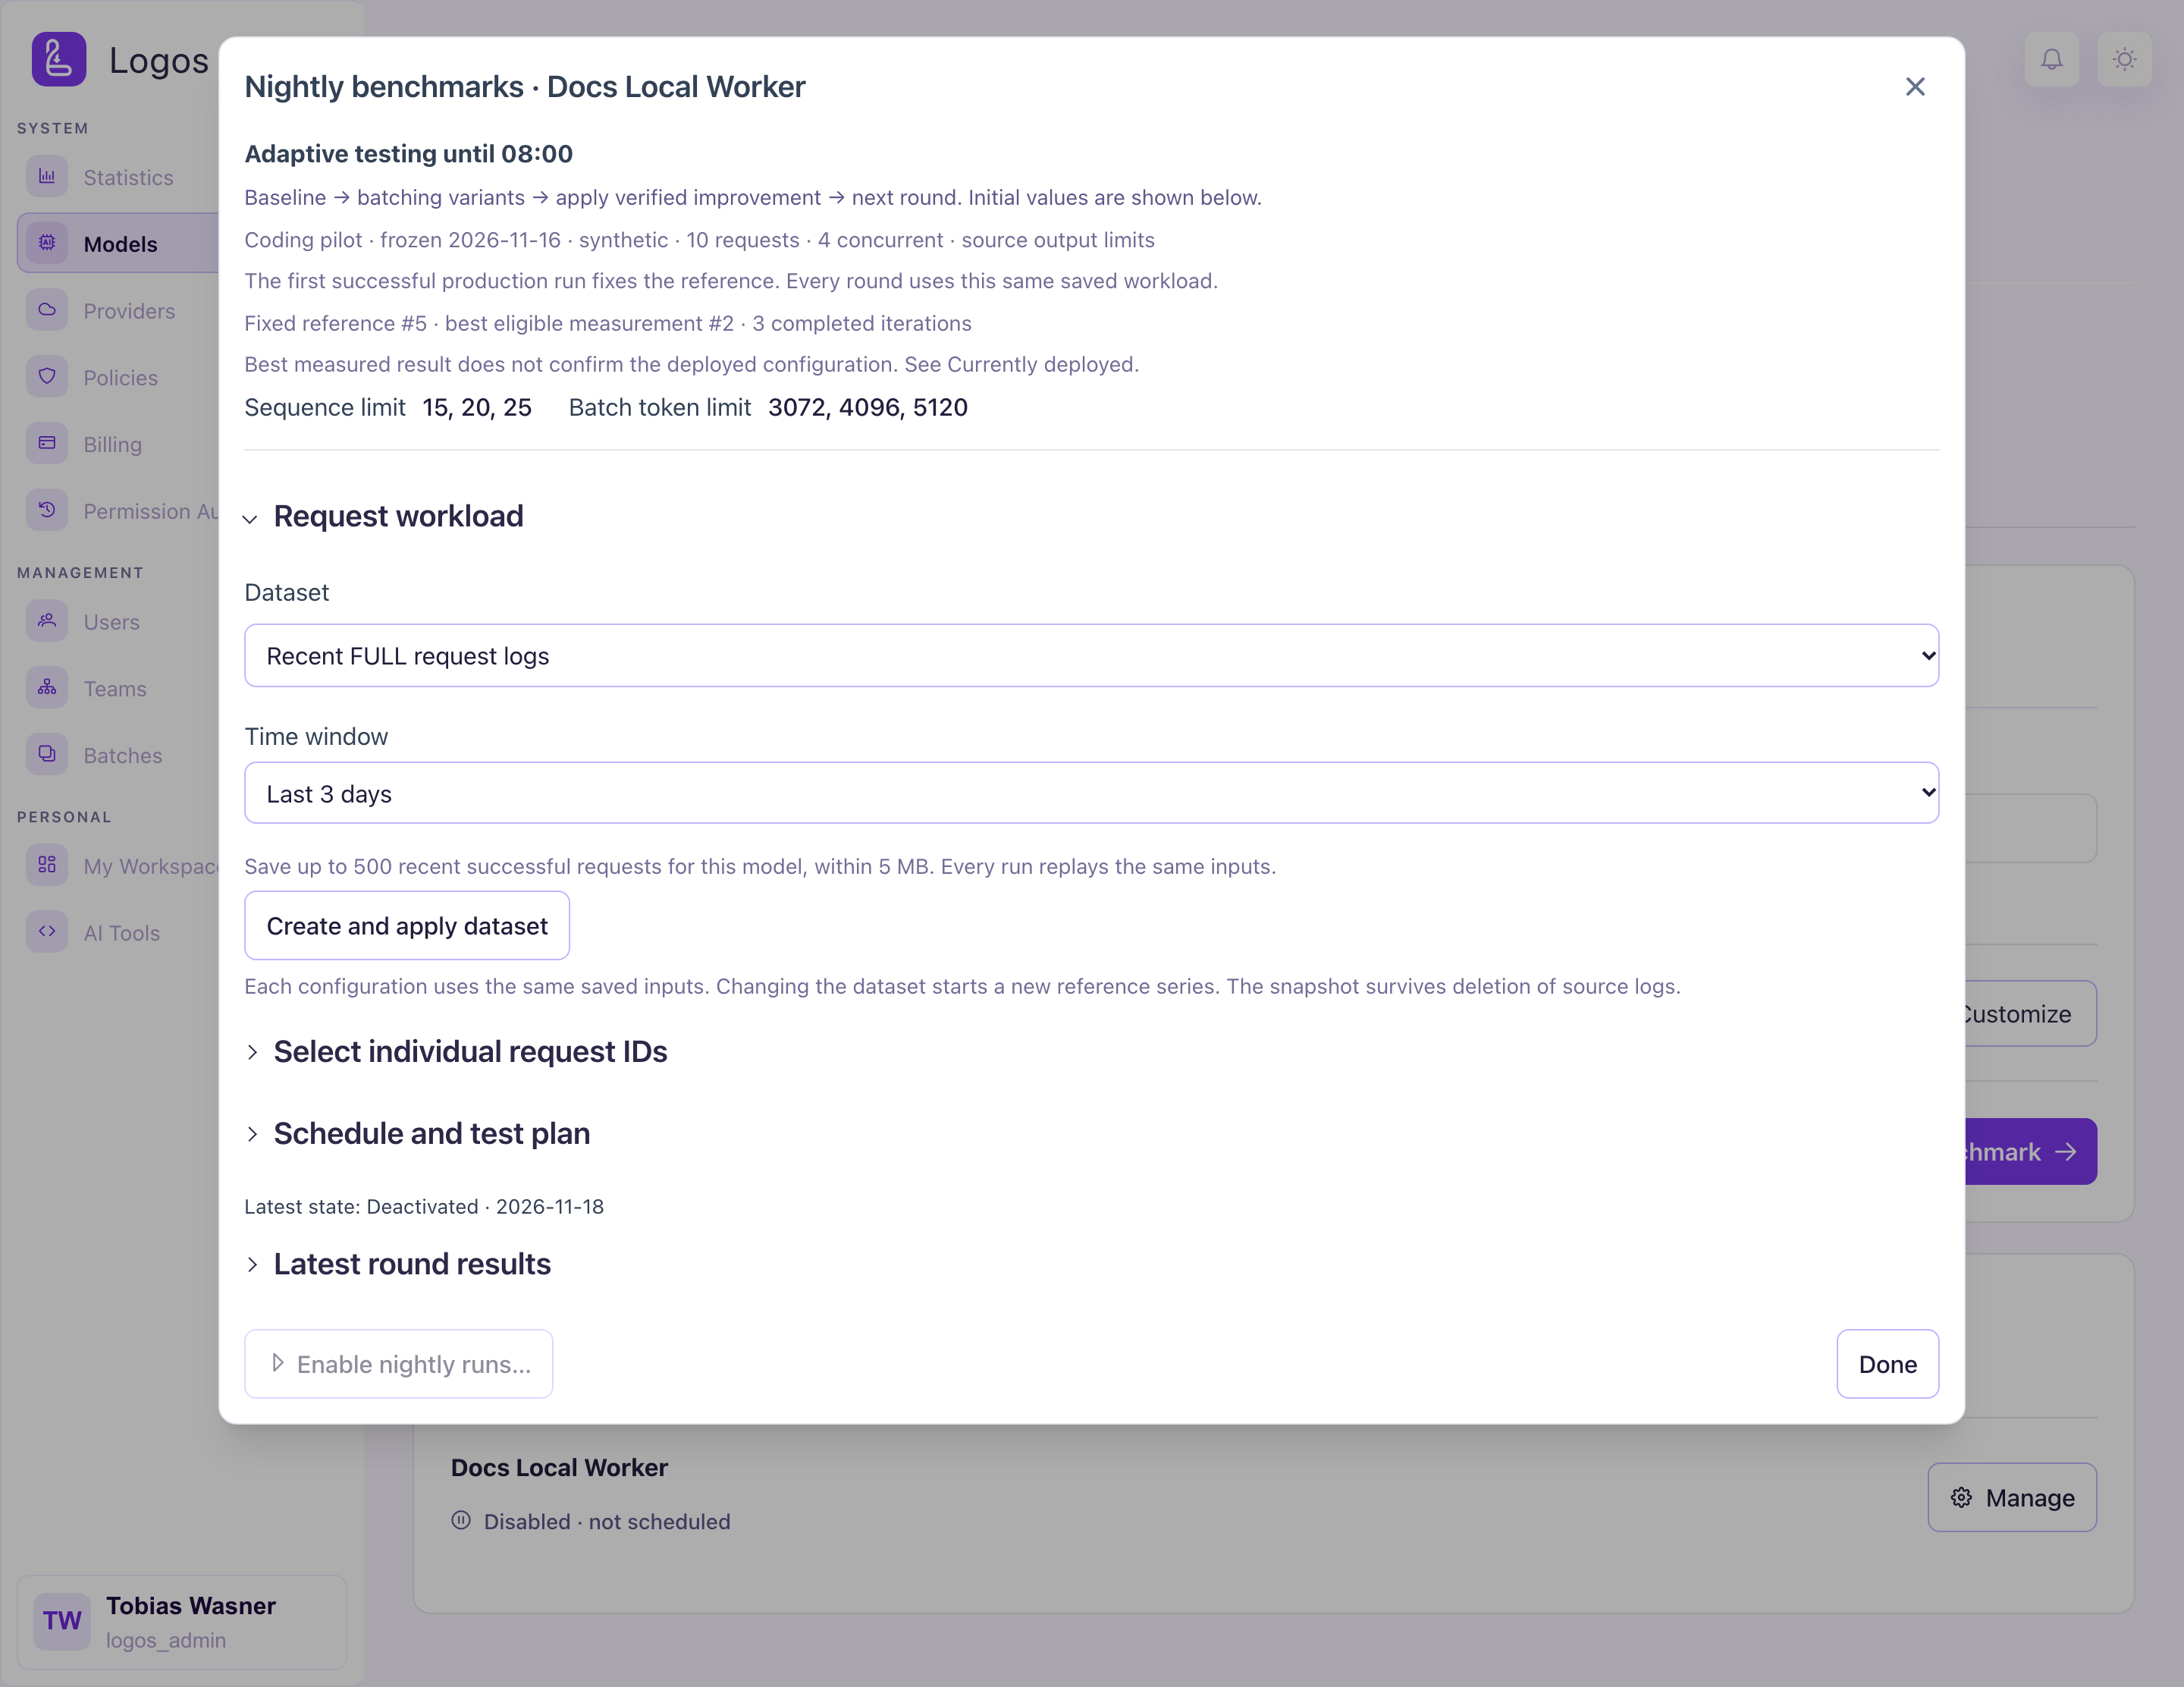 Logos
SYSTEM
Statistics
Models
Providers
Policies
Billing
Permission Au
MANAGEMENT
Users
Teams
Batches
PERSONAL
My Workspac
AI Tools
TW
Tobias Wasner
logos_admin
Nightly benchmarks · Docs Local Worker
Adaptive testing until 08:00
Baseline → batching variants → apply verified improvement → next round. Initial values are shown below.
Coding pilot · frozen 2026-11-16 · synthetic · 10 requests · 4 concurrent · source output limits
The first successful production run fixes the reference. Every round uses this same saved workload.
Fixed reference #5 · best eligible measurement #2 · 3 completed iterations
Best measured result does not confirm the deployed configuration. See Currently deployed.
Sequence limit 15, 20, 25 Batch token limit 3072, 4096, 5120
Request workload
Dataset
Recent FULL request logs
Time window
Last 3 days
Save up to 500 recent successful requests for this model, within 5 MB. Every run replays the same inputs.
Create and apply dataset
Each configuration uses the same saved inputs. Changing the dataset starts a new reference series. The snapshot survives deletion of source logs.
Select individual request IDs
Schedule and test plan
Latest state: Deactivated · 2026-11-18
Latest round results
Enable nightly runs...
Done
Customize
chmark →
Docs Local Worker
Disabled · not scheduled
Manage